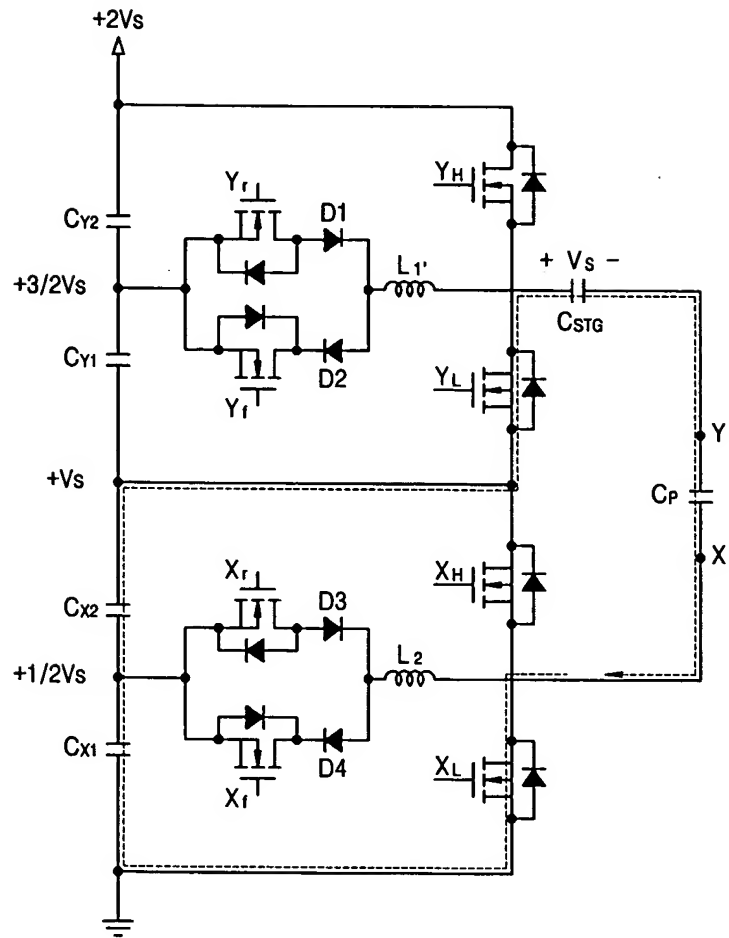 +2Vs
YH
Yr
D1
CY2
L1'
+ Vs -
+3/2Vs
CSTG
CY1
D2
YL
Yf
Y
+Vs
CP
X
Xr
XH
CX2
D3
L2
+1/2Vs
CX1
D4
XL
Xf